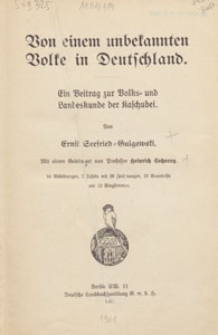 Von einem unbekannten
Volke in Deutschland.
Ein Beitrag zur Volks- und
Landeskunde der Kaschubei.
Von
Ernst Seefried-Gulgowski.
Mit einem Geleitwort von Professor Heinrich Sohnrey.
Berlin SW. 11
Deutsche Landbuchhandlung G. m. b. H.